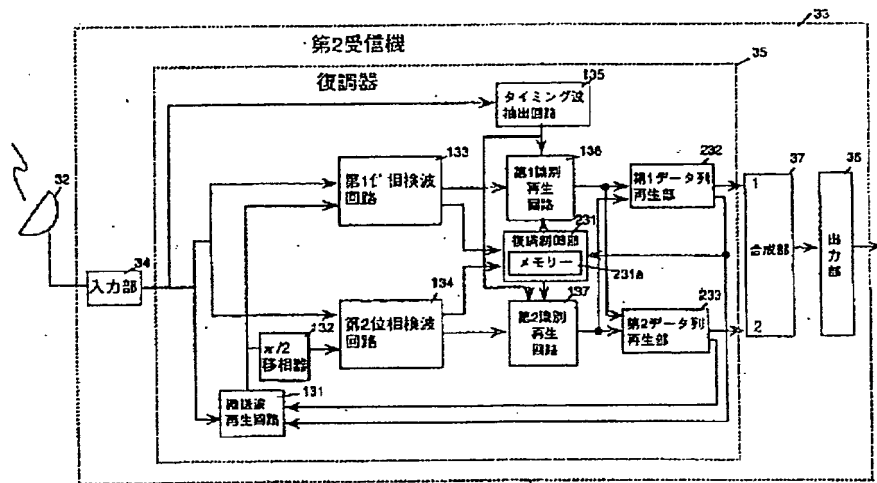 33
第2受信機
35
復調器
135
タイミング波
抽出回路
32
133
第1位相検波
回路
136
第1識別
再生
回路
232
第1データ列
再生部
37
1
合成部
2
36
出
力
部
231
復調制御部
メモリー
231a
34
入力部
134
第2位相検波
回路
132
π/2
移相器
137
第2識別
再生
回路
233
第2データ列
再生部
131
搬送波
再生回路